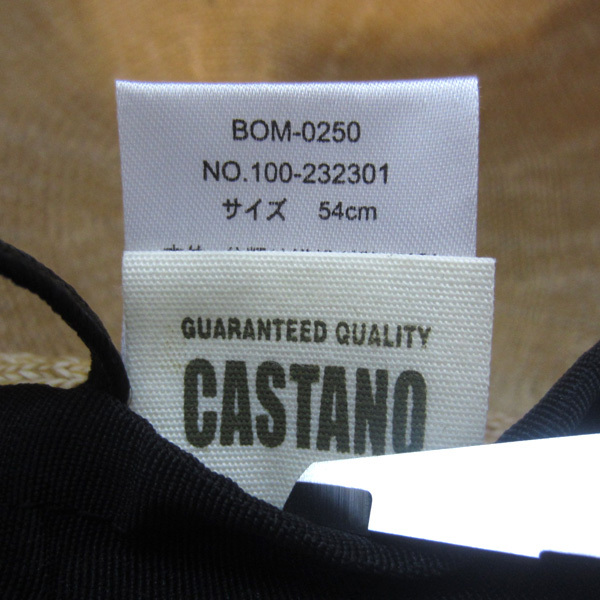 BOM-0250
NO.100-232301
サイズ 54cm
GUARANTEED QUALITY
CASTANO